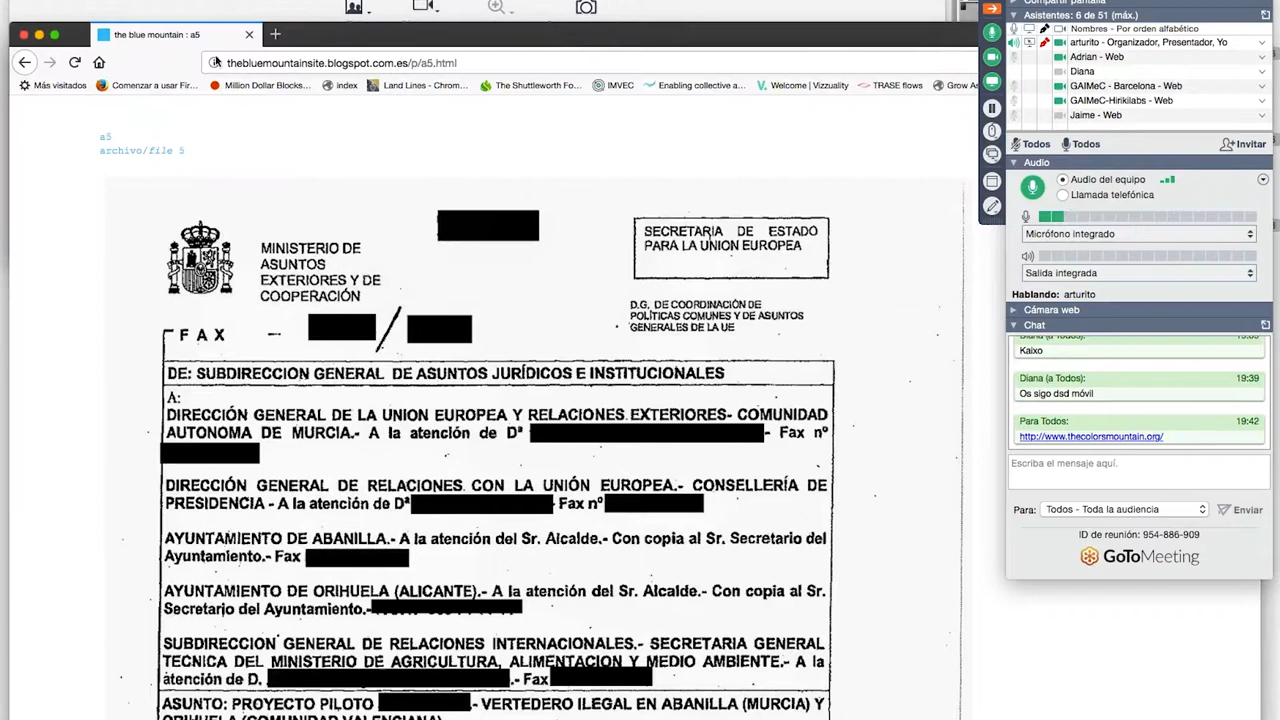 the blue mountain : a5
thebluemountainsite.blogspot.com.es/p/a5.html
Más visitados
Comenzar a usar Fir...
Million Dollar Blocks...
index
Land Lines - Chrom...
The Shuttleworth Fo...
IMVEC
Enabling collective a...
Welcome | Vizzuality
TRASE flows
Grow As
a5
archivo/file 5
MINISTERIO DE
ASUNTOS
EXTERIORES Y DE
COOPERACIÓN
SECRETARIA DE ESTADO
PARA LA UNION EUROPEA
D.G. DE COORDINACIÓN DE
POLÍTICAS COMUNES Y DE ASUNTOS
GENERALES DE LA UE
FAX - /
DE: SUBDIRECCION GENERAL DE ASUNTOS JURÍDICOS E INSTITUCIONALES
A:
DIRECCIÓN GENERAL DE LA UNION EUROPEA Y RELACIONES EXTERIORES- COMUNIDAD
AUTONOMA DE MURCIA.- A la atención de Dª - Fax nº
DIRECCIÓN GENERAL DE RELACIONES CON LA UNIÓN EUROPEA.- CONSELLERÍA DE
PRESIDENCIA - A la atención de Dª - Fax nº
AYUNTAMIENTO DE ABANILLA.- A la atención del Sr. Alcalde.- Con copia al Sr. Secretario del
Ayuntamiento.- Fax
AYUNTAMIENTO DE ORIHUELA (ALICANTE).- A la atención del Sr. Alcalde.- Con copia al Sr.
Secretario del Ayuntamiento.-
SUBDIRECCION GENERAL DE RELACIONES INTERNACIONALES.- SECRETARIA GENERAL
TECNICA DEL MINISTERIO DE AGRICULTURA, ALIMENTACION Y MEDIO AMBIENTE.- A la
atención de D. .- Fax
ASUNTO: PROYECTO PILOTO .- VERTEDERO ILEGAL EN ABANILLA (MURCIA) Y
ORIHUELA (COMUNIDAD VALENCIANA)
Compartir pantalla
Asistentes: 6 de 51 (máx.)
Nombres - Por orden alfabético
arturito - Organizador, Presentador, Yo
Adrian - Web
Diana
GAIMeC - Barcelona - Web
GAIMeC-Hirikilabs - Web
Jaime - Web
Todos
Todos
Invitar
Audio
Audio del equipo
Llamada telefónica
Micrófono integrado
Salida integrada
Hablando: arturito
Cámara web
Chat
Diana (a Todos):
Kaixo
Diana (a Todos): 19:39
Os sigo dsd móvil
Para Todos: 19:42
http://www.thecolorsmountain.org/
Escriba el mensaje aquí.
Para: Todos - Toda la audiencia
Enviar
ID de reunión: 954-886-909
GoToMeeting